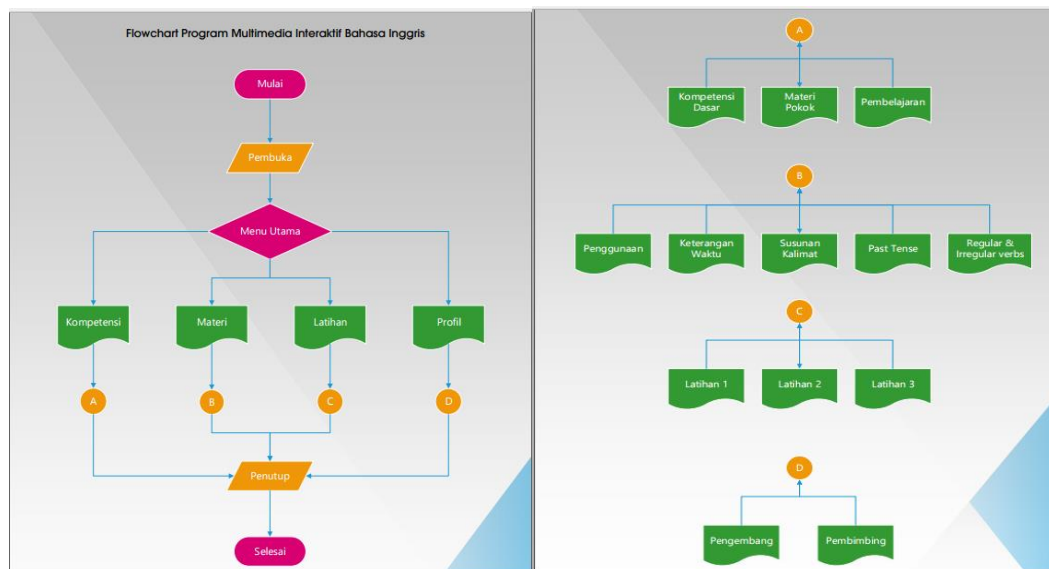 Flowchart Program Multimedia Interaktif Bahasa Inggris
Mulai
Pembuka
Menu Utama
Kompetensi
Materi
Latihan
Profil
A
B
C
D
Penutup
Selesai
A
Kompetensi
Dasar
Materi
Pokok
Pembelajaran
B
Penggunaan
Keterangan
Waktu
Susunan
Kalimat
Past Tense
Regular &
Irregular verbs
C
Latihan 1
Latihan 2
Latihan 3
D
Pengembang
Pembimbing